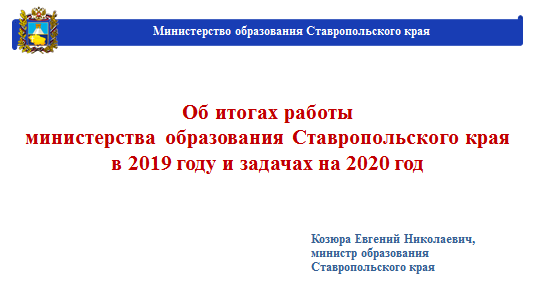 Министерство образования Ставропольского края
Об итогах работы
министерства образования Ставропольского края
в 2019 году и задачах на 2020 год
Козюра Евгений Николаевич,
министр образования
Ставропольского края